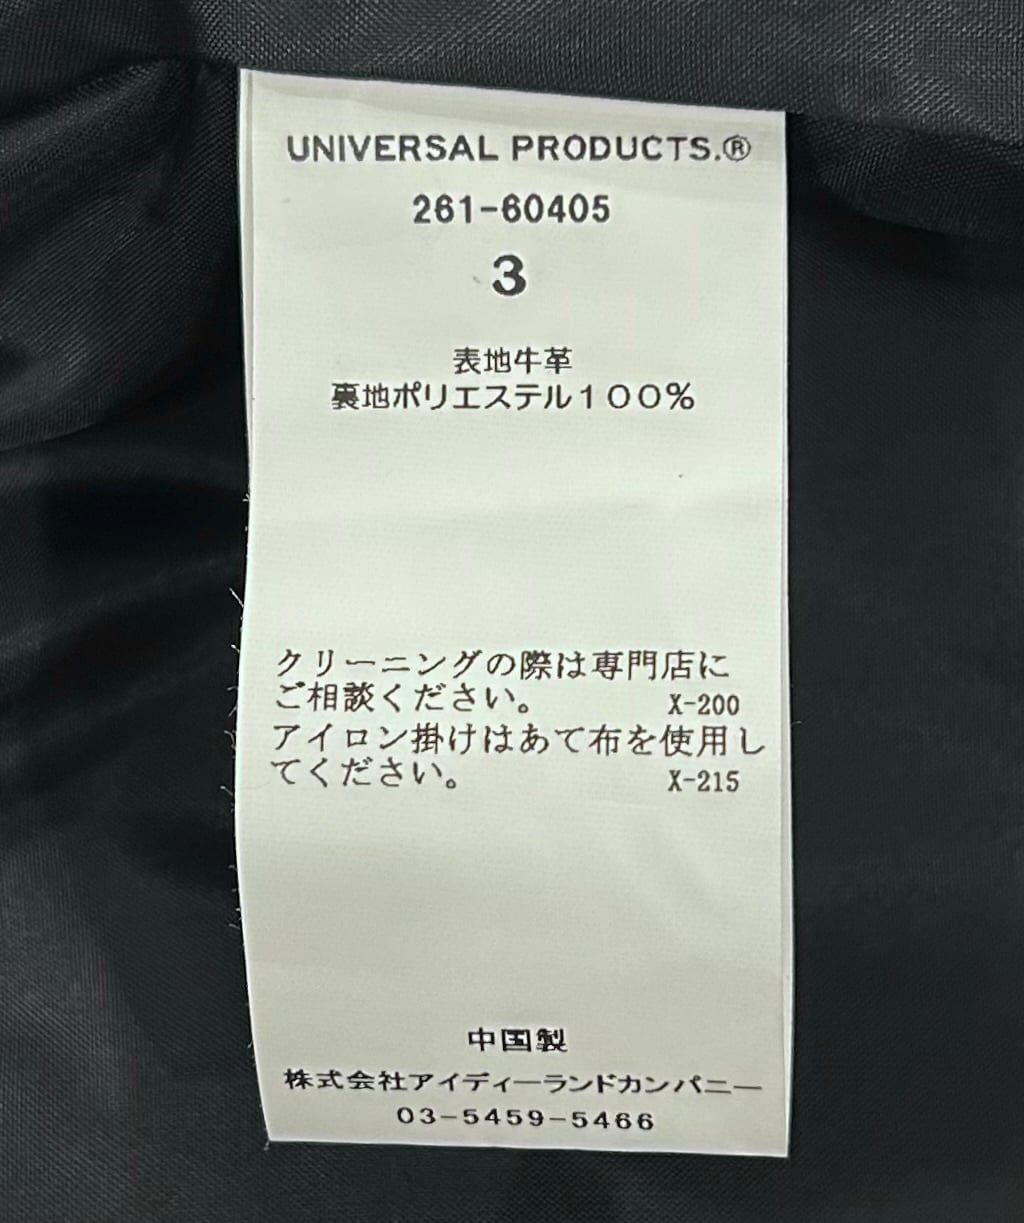 UNIVERSAL PRODUCTS.®
261-60405
3
表地牛革
裏地ポリエステル100%
クリーニングの際は専門店に
ご相談ください。 X-200
アイロン掛けはあて布を使用し
てください。 X-215
中国製
株式会社アイディーランドカンパニー
03-5459-5466